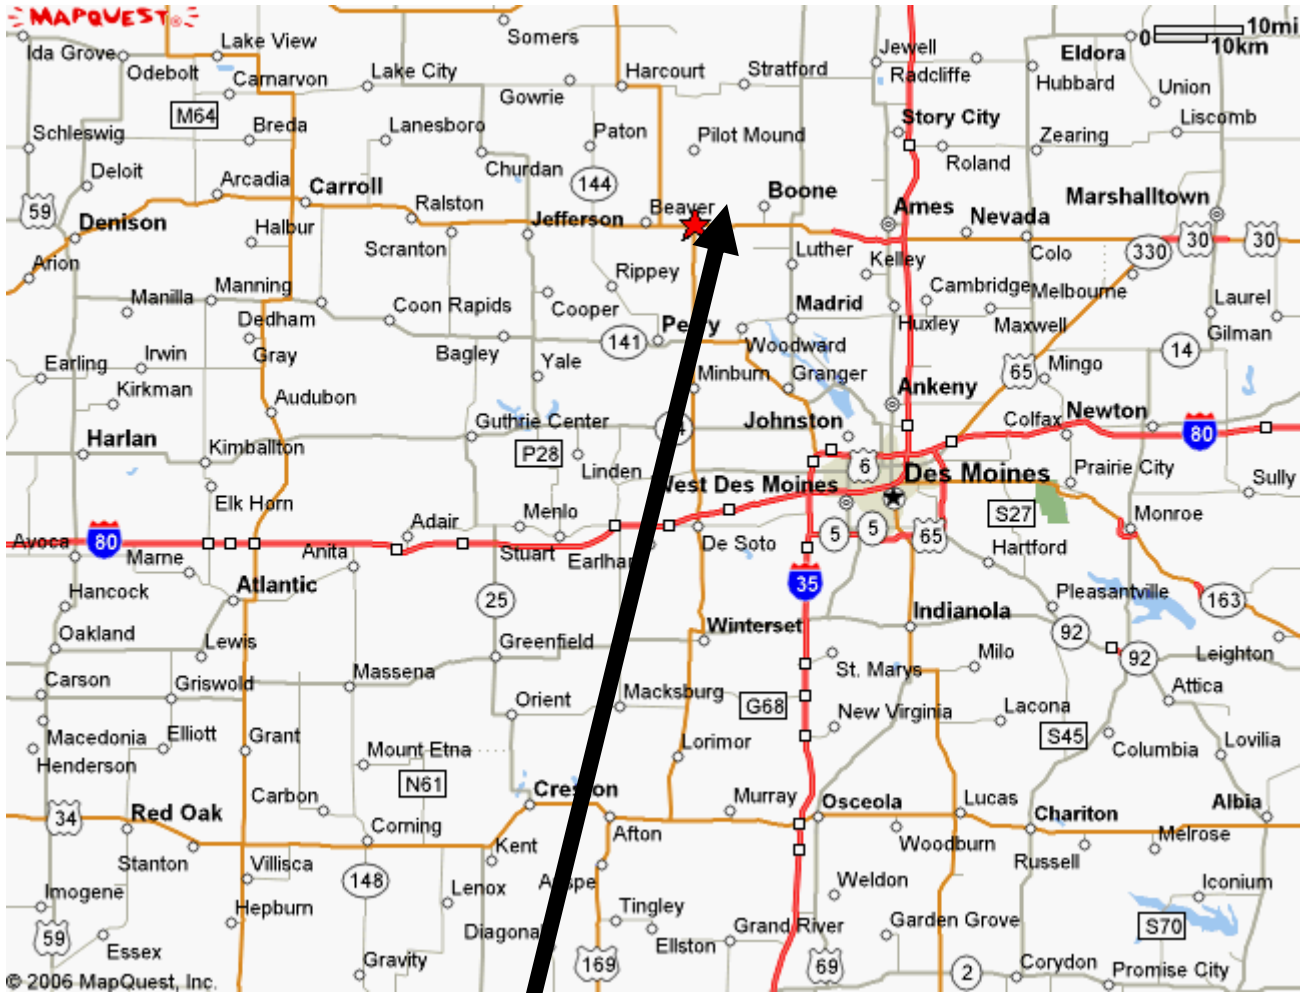 MAPQUEST®
10mi
0
10km
Somers
Lake View
Ida Grove
Odebolt
Carnarvon
Lake City
Harcourt
Stratford
Jewell
Radcliffe
Eldora
Hubbard
Union
Gowrie
M64
Schleswig
Breda
Lanesboro
Paton
Pilot Mound
Story City
Zearing
Liscomb
Roland
Deloit
Arcadia
Carroll
Churdan
144
Boone
Marshalltown
59
Denison
Ralston
Jefferson
Beaver
Ames
Nevada
Halbur
Scranton
Luther
Kelley
Colo
330
30
30
Arion
Manning
Rippey
Manilla
Coon Rapids
Cooper
Madrid
Cambridge
Melbourne
Laurel
Dedham
141
Huxley
Maxwell
Gilman
Earling
Irwin
Gray
Bagley
Yale
Woodward
65
Mingo
14
Kirkman
Minburn
Granger
Ankeny
Audubon
Guthrie Center
Johnston
Colfax
Newton
80
Harlan
Kimballton
P28
Linden
6
Des Moines
Prairie City
Sully
Elk Horn
West Des Moines
S27
Monroe
Adair
Menlo
Avoca
80
Marne
Anita
Stuart
De Soto
5
5
65
Hartford
Hancock
Atlantic
35
Pleasantville
163
25
Oakland
Lewis
Greenfield
Winterset
Indianola
92
92
Leighton
Carson
Griswold
Massena
St. Marys
Milo
Attica
Orient
Macksburg
G68
New Virginia
Lacona
Macedonia
Elliott
Grant
Mount Etna
Lorimor
S45
Columbia
Lovilia
Henderson
N61
Creston
34
Red Oak
Carbon
Corning
Afton
Murray
Osceola
Lucas
Chariton
Albia
Stanton
Villisca
Kent
Woodburn
Russell
Melrose
148
Imogene
Lenox
Weldon
Iconium
Hepburn
Tingley
Garden Grove
59
Essex
Diagonal
Ellston
Grand River
S70
Gravity
169
69
2
Corydon
Promise City
© 2006 MapQuest, Inc.